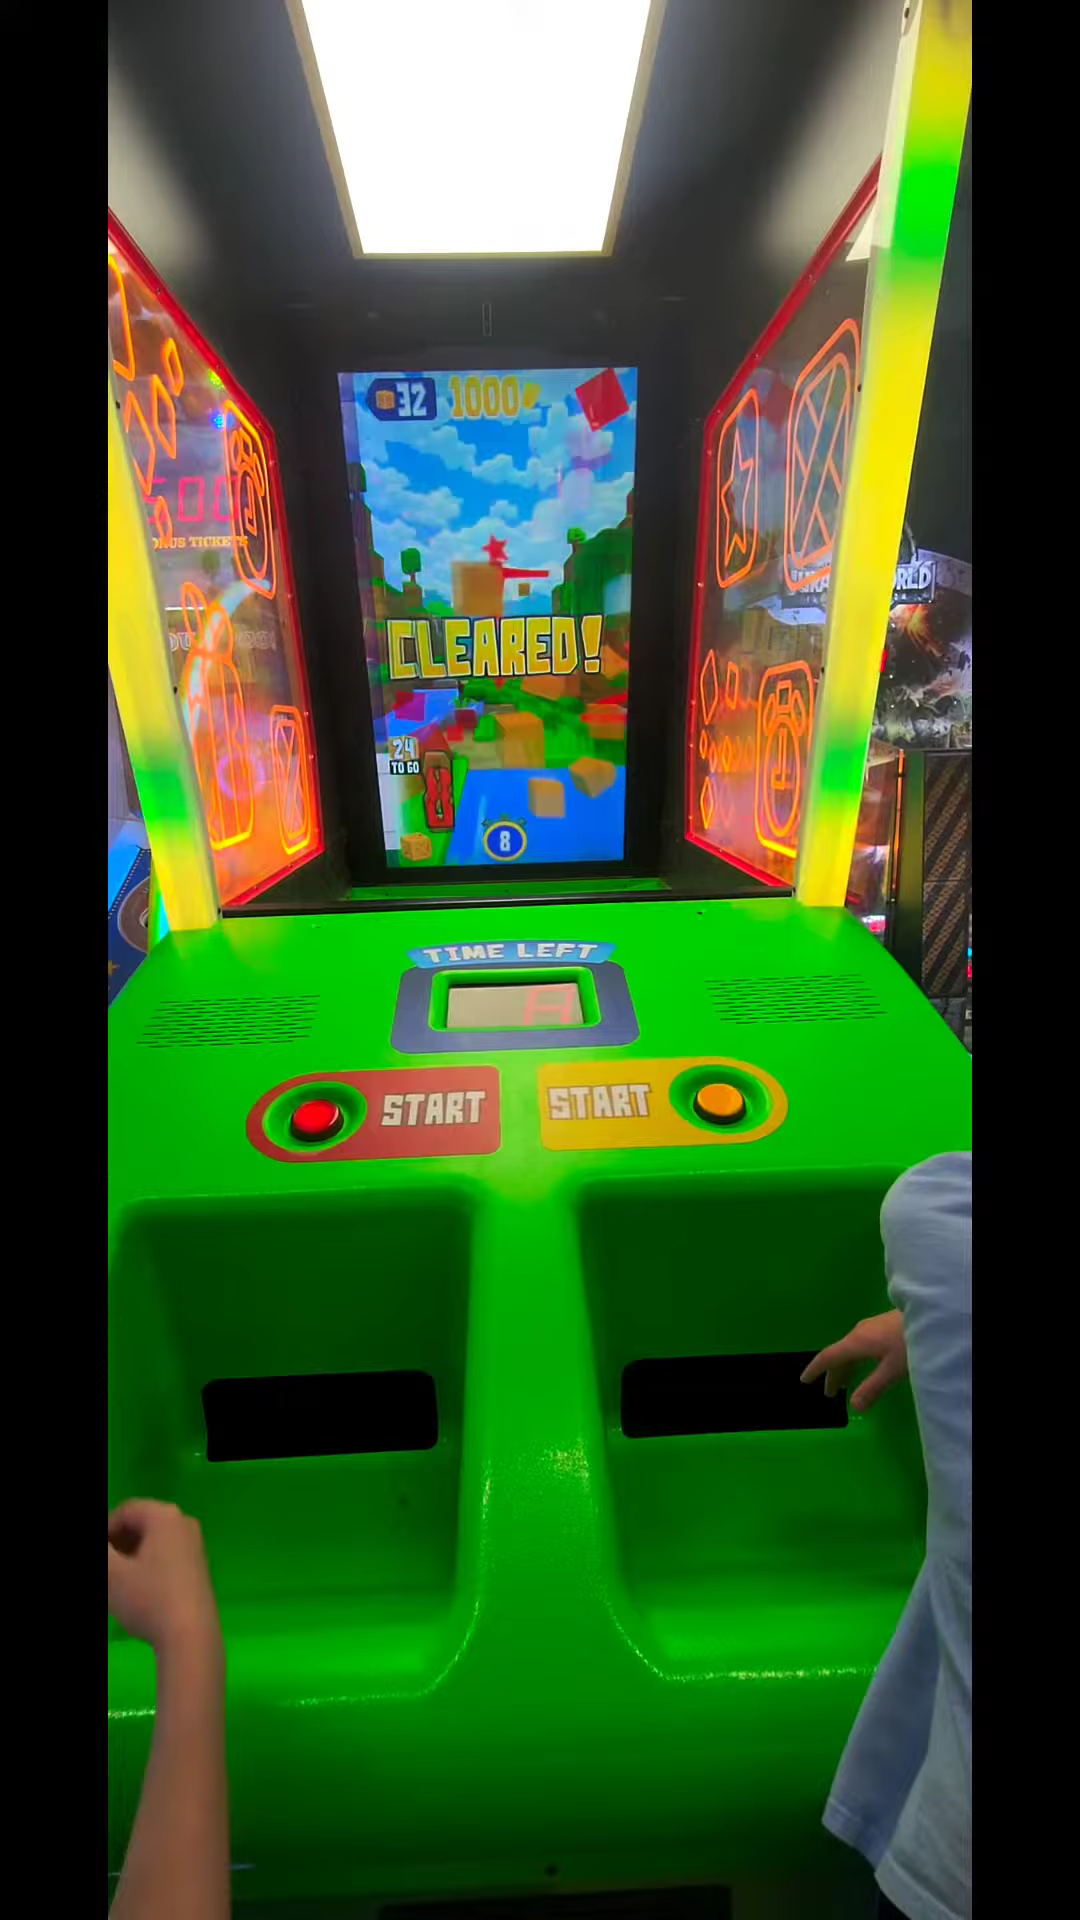 32 1000
CLEARED!
24
TO GO
8
TIME LEFT
START START